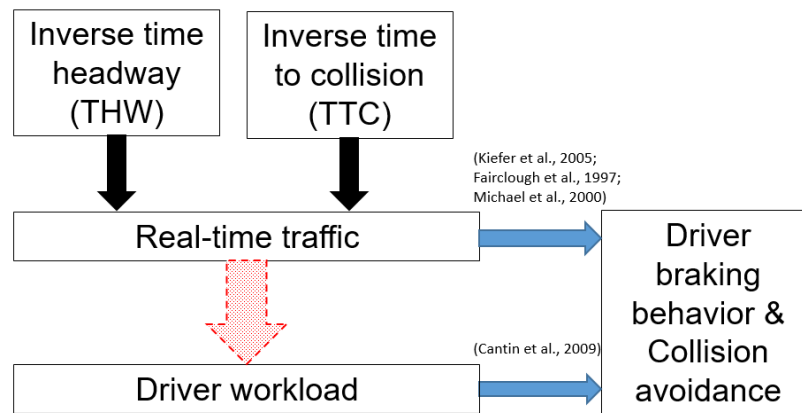 Inverse time
headway
(THW)
Inverse time
to collision
(TTC)
(Kiefer et al., 2005;
Fairclough et al., 1997;
Michael et al., 2000)
Real-time traffic
Driver
braking
behavior &
Collision
avoidance
(Cantin et al., 2009)
Driver workload